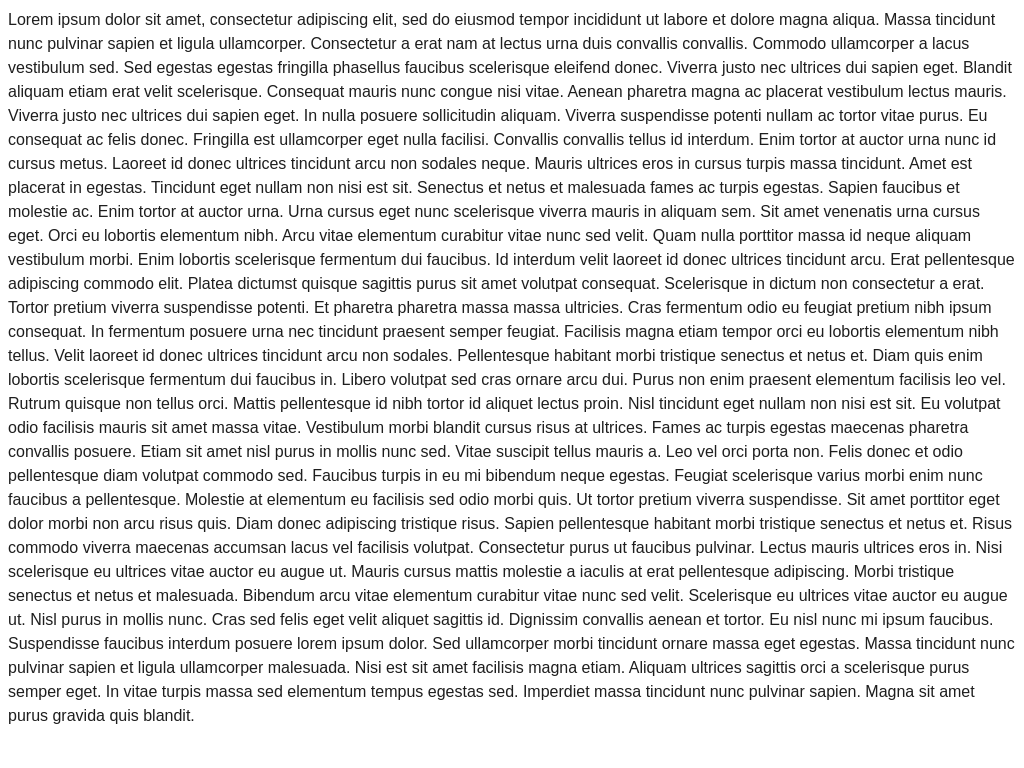 Lorem ipsum dolor sit amet, consectetur adipiscing elit, sed do eiusmod tempor incididunt ut labore et dolore magna aliqua. Massa tincidunt
nunc pulvinar sapien et ligula ullamcorper. Consectetur a erat nam at lectus urna duis convallis convallis. Commodo ullamcorper a lacus
vestibulum sed. Sed egestas egestas fringilla phasellus faucibus scelerisque eleifend donec. Viverra justo nec ultrices dui sapien eget. Blandit
aliquam etiam erat velit scelerisque. Consequat mauris nunc congue nisi vitae. Aenean pharetra magna ac placerat vestibulum lectus mauris.
Viverra justo nec ultrices dui sapien eget. In nulla posuere sollicitudin aliquam. Viverra suspendisse potenti nullam ac tortor vitae purus. Eu
consequat ac felis donec. Fringilla est ullamcorper eget nulla facilisi. Convallis convallis tellus id interdum. Enim tortor at auctor urna nunc id
cursus metus. Laoreet id donec ultrices tincidunt arcu non sodales neque. Mauris ultrices eros in cursus turpis massa tincidunt. Amet est
placerat in egestas. Tincidunt eget nullam non nisi est sit. Senectus et netus et malesuada fames ac turpis egestas. Sapien faucibus et
molestie ac. Enim tortor at auctor urna. Urna cursus eget nunc scelerisque viverra mauris in aliquam sem. Sit amet venenatis urna cursus
eget. Orci eu lobortis elementum nibh. Arcu vitae elementum curabitur vitae nunc sed velit. Quam nulla porttitor massa id neque aliquam
vestibulum morbi. Enim lobortis scelerisque fermentum dui faucibus. Id interdum velit laoreet id donec ultrices tincidunt arcu. Erat pellentesque
adipiscing commodo elit. Platea dictumst quisque sagittis purus sit amet volutpat consequat. Scelerisque in dictum non consectetur a erat.
Tortor pretium viverra suspendisse potenti. Et pharetra pharetra massa massa ultricies. Cras fermentum odio eu feugiat pretium nibh ipsum
consequat. In fermentum posuere urna nec tincidunt praesent semper feugiat. Facilisis magna etiam tempor orci eu lobortis elementum nibh
tellus. Velit laoreet id donec ultrices tincidunt arcu non sodales. Pellentesque habitant morbi tristique senectus et netus et. Diam quis enim
lobortis scelerisque fermentum dui faucibus in. Libero volutpat sed cras ornare arcu dui. Purus non enim praesent elementum facilisis leo vel.
Rutrum quisque non tellus orci. Mattis pellentesque id nibh tortor id aliquet lectus proin. Nisl tincidunt eget nullam non nisi est sit. Eu volutpat
odio facilisis mauris sit amet massa vitae. Vestibulum morbi blandit cursus risus at ultrices. Fames ac turpis egestas maecenas pharetra
convallis posuere. Etiam sit amet nisl purus in mollis nunc sed. Vitae suscipit tellus mauris a. Leo vel orci porta non. Felis donec et odio
pellentesque diam volutpat commodo sed. Faucibus turpis in eu mi bibendum neque egestas. Feugiat scelerisque varius morbi enim nunc
faucibus a pellentesque. Molestie at elementum eu facilisis sed odio morbi quis. Ut tortor pretium viverra suspendisse. Sit amet porttitor eget
dolor morbi non arcu risus quis. Diam donec adipiscing tristique risus. Sapien pellentesque habitant morbi tristique senectus et netus et. Risus
commodo viverra maecenas accumsan lacus vel facilisis volutpat. Consectetur purus ut faucibus pulvinar. Lectus mauris ultrices eros in. Nisi
scelerisque eu ultrices vitae auctor eu augue ut. Mauris cursus mattis molestie a iaculis at erat pellentesque adipiscing. Morbi tristique
senectus et netus et malesuada. Bibendum arcu vitae elementum curabitur vitae nunc sed velit. Scelerisque eu ultrices vitae auctor eu augue
ut. Nisl purus in mollis nunc. Cras sed felis eget velit aliquet sagittis id. Dignissim convallis aenean et tortor. Eu nisl nunc mi ipsum faucibus.
Suspendisse faucibus interdum posuere lorem ipsum dolor. Sed ullamcorper morbi tincidunt ornare massa eget egestas. Massa tincidunt nunc
pulvinar sapien et ligula ullamcorper malesuada. Nisi est sit amet facilisis magna etiam. Aliquam ultrices sagittis orci a scelerisque purus
semper eget. In vitae turpis massa sed elementum tempus egestas sed. Imperdiet massa tincidunt nunc pulvinar sapien. Magna sit amet
purus gravida quis blandit.